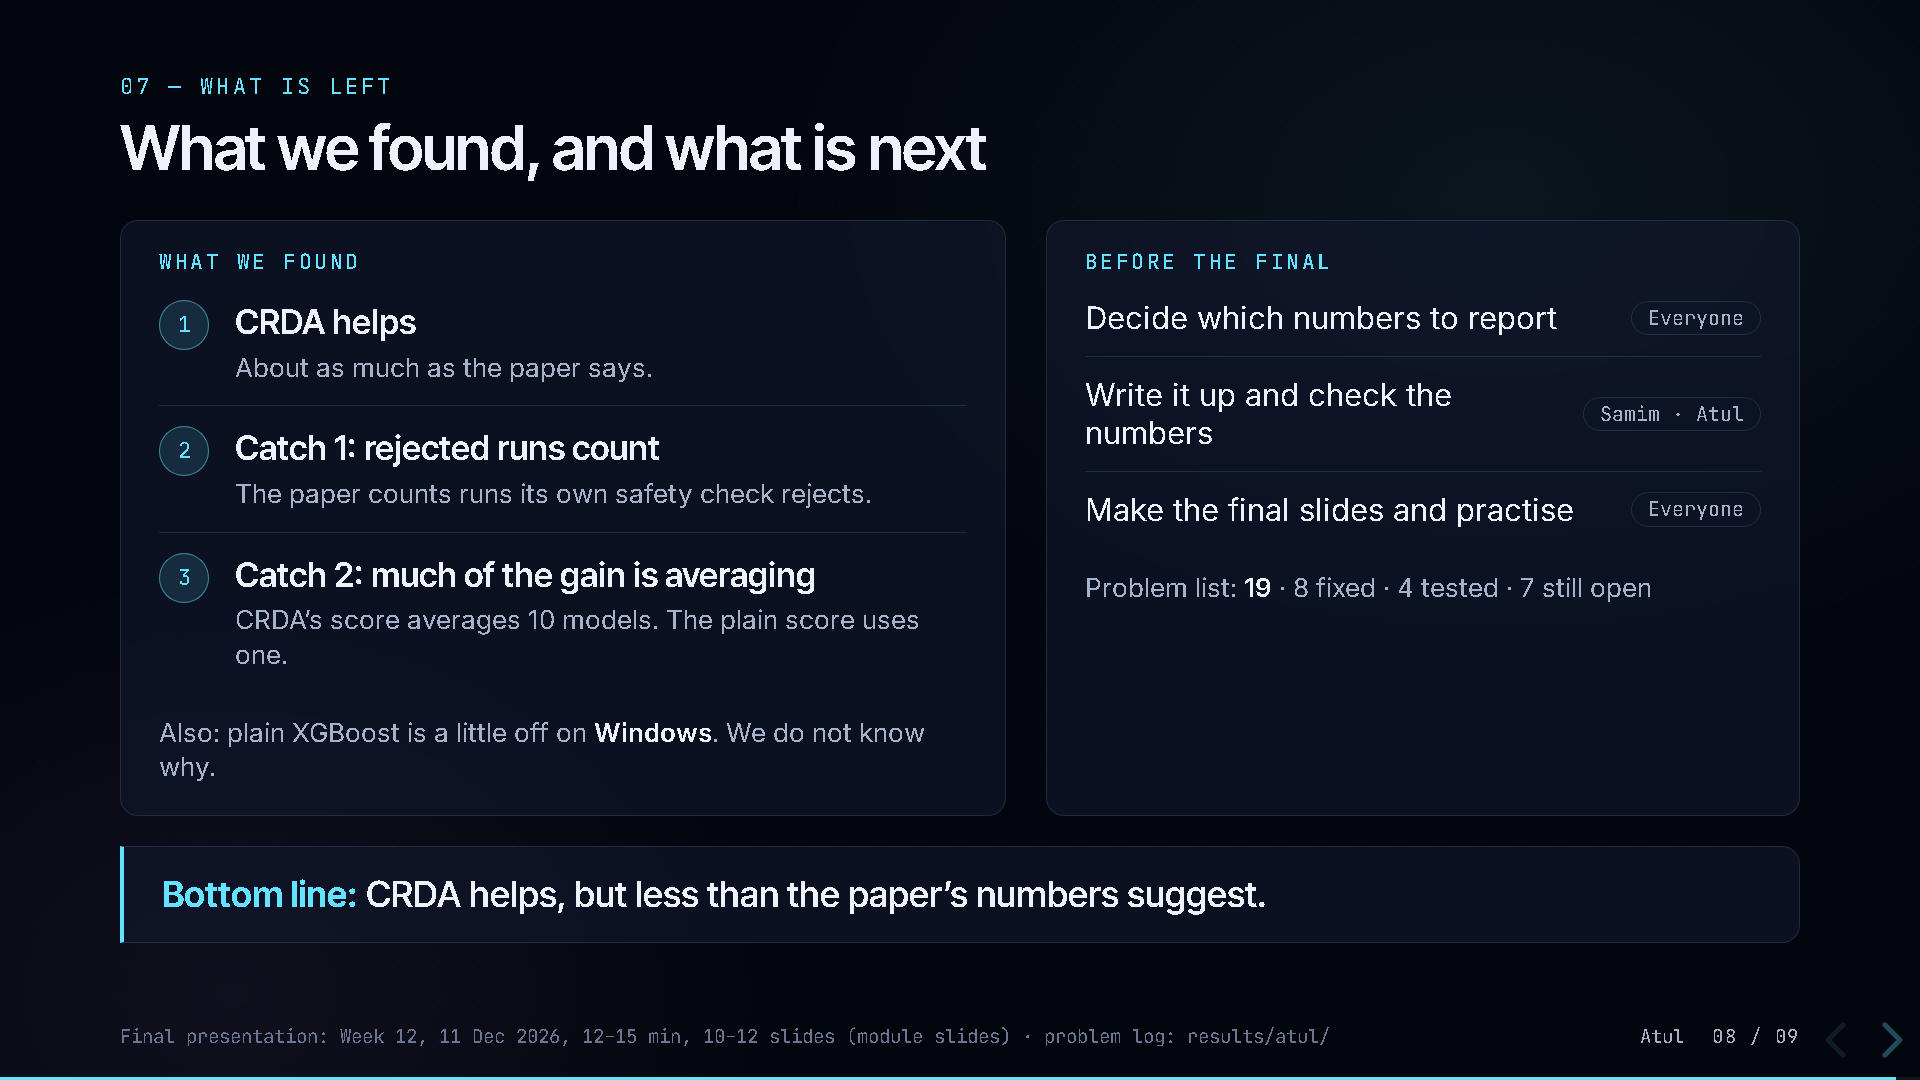 07 — WHAT IS LEFT
What we found, and what is next
WHAT WE FOUND
1
CRDA helps
About as much as the paper says.
2
Catch 1: rejected runs count
The paper counts runs its own safety check rejects.
3
Catch 2: much of the gain is averaging
CRDA’s score averages 10 models. The plain score uses
one.
Also: plain XGBoost is a little off on Windows. We do not know
why.
BEFORE THE FINAL
Decide which numbers to report
Everyone
Write it up and check the
numbers
Samim · Atul
Make the final slides and practise
Everyone
Problem list: 19 · 8 fixed · 4 tested · 7 still open
Bottom line: CRDA helps, but less than the paper’s numbers suggest.
Final presentation: Week 12, 11 Dec 2026, 12–15 min, 10–12 slides (module slides) · problem log: results/atul/
Atul 08 / 09